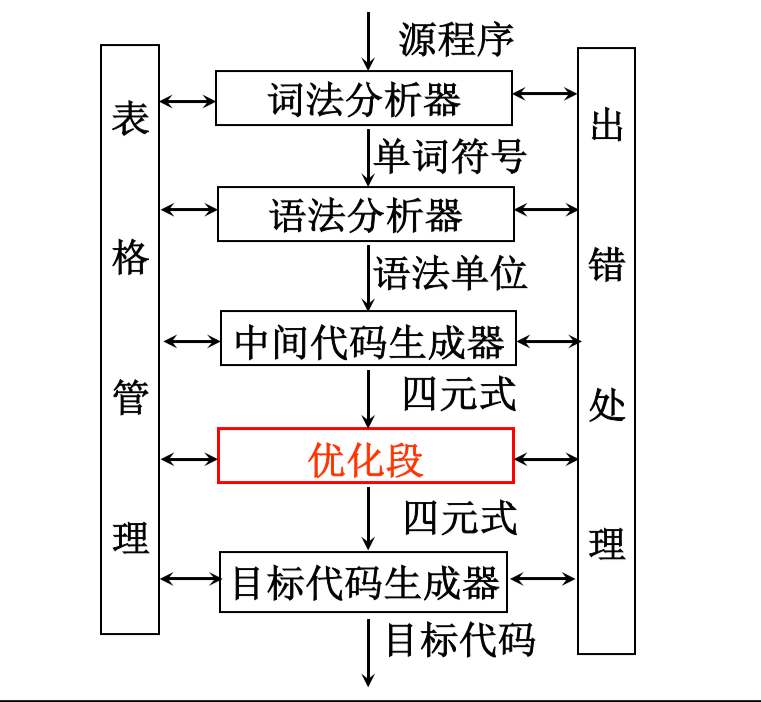 源程序
词法分析器
单词符号
语法分析器
语法单位
中间代码生成器
四元式
优化段
四元式
目标代码生成器
目标代码
表
格
管
理
出
错
处
理